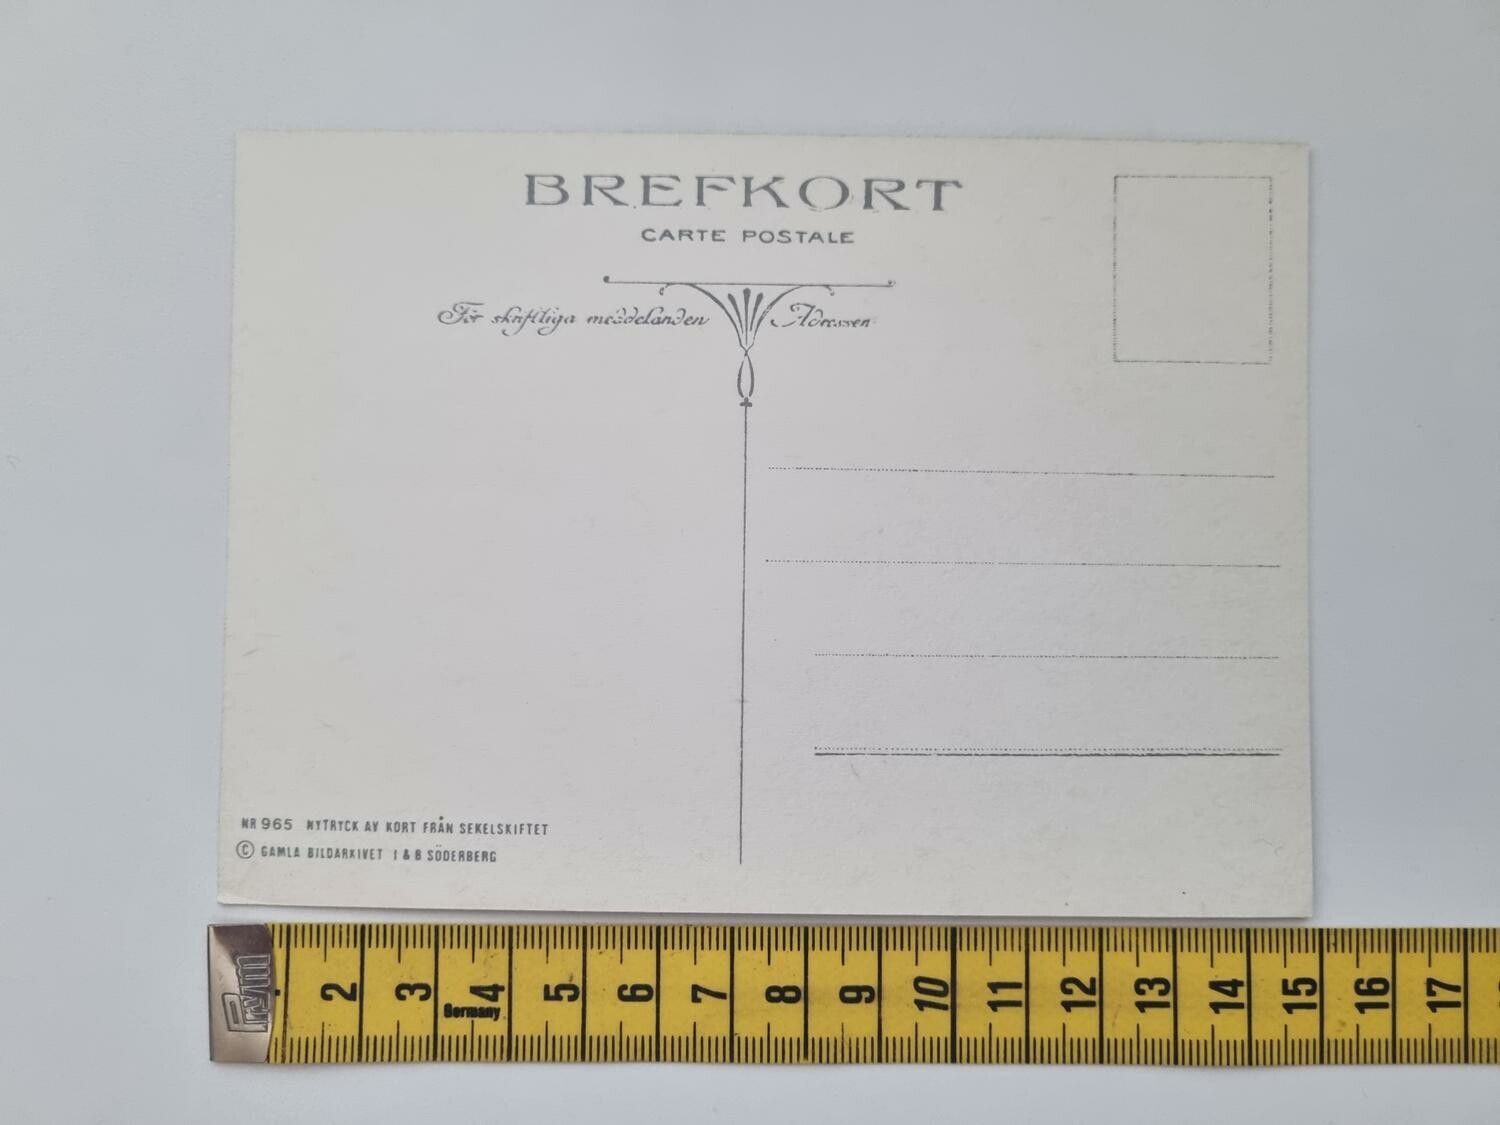 BREFKORT
CARTE POSTALE
För skriftliga meddelanden Adressen
NR 965 NYTRYCK AV KORT FRÅN SEKELSKIFTET
© GAMLA BILDARKIVET I & B SÖDERBERG
Prym 2 3 4 5 6 7 8 9 10 11 12 13 14 15 16 17
Germany